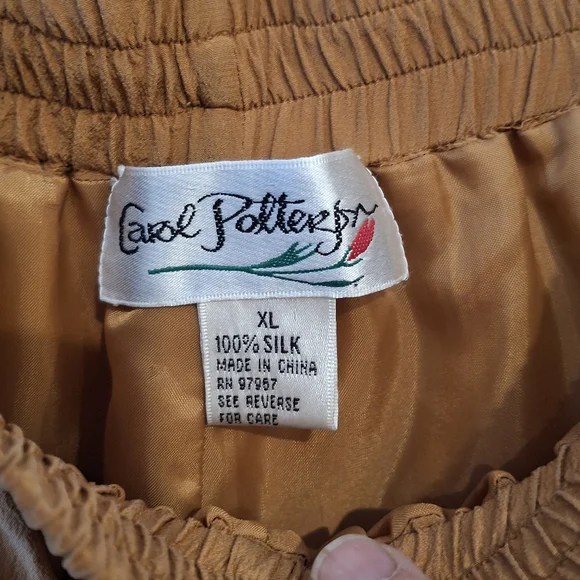 Carol Potterson
XL
100% SILK
MADE IN CHINA
RN 97967
SEE REVERSE
FOR CARE